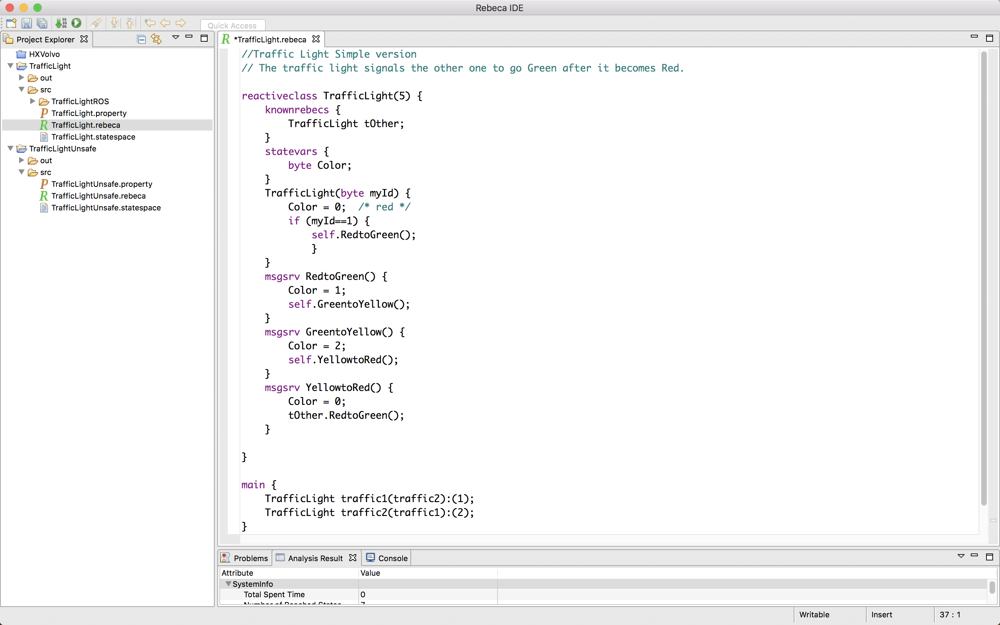 Rebeca IDE
Quick Access
Project Explorer
HXVolvo
TrafficLight
out
src
TrafficLightROS
TrafficLight.property
TrafficLight.rebeca
TrafficLight.statespace
TrafficLightUnsafe
out
src
TrafficLightUnsafe.property
TrafficLightUnsafe.rebeca
TrafficLightUnsafe.statespace
*TrafficLight.rebeca
//Traffic Light Simple version
// The traffic light signals the other one to go Green after it becomes Red.
reactiveclass TrafficLight(5) {
knownrebecs {
TrafficLight tOther;
}
statevars {
byte Color;
}
TrafficLight(byte myId) {
Color = 0;  /* red */
if (myId==1) {
self.RedtoGreen();
}
}
msgsrv RedtoGreen() {
Color = 1;
self.GreentoYellow();
}
msgsrv GreentoYellow() {
Color = 2;
self.YellowtoRed();
}
msgsrv YellowtoRed() {
Color = 0;
tOther.RedtoGreen();
}
}
main {
TrafficLight traffic1(traffic2):(1);
TrafficLight traffic2(traffic1):(2);
}
Problems Analysis Result Console
Attribute Value
SystemInfo
Total Spent Time 0
Number of Reached States 7
Writable Insert 37 : 1